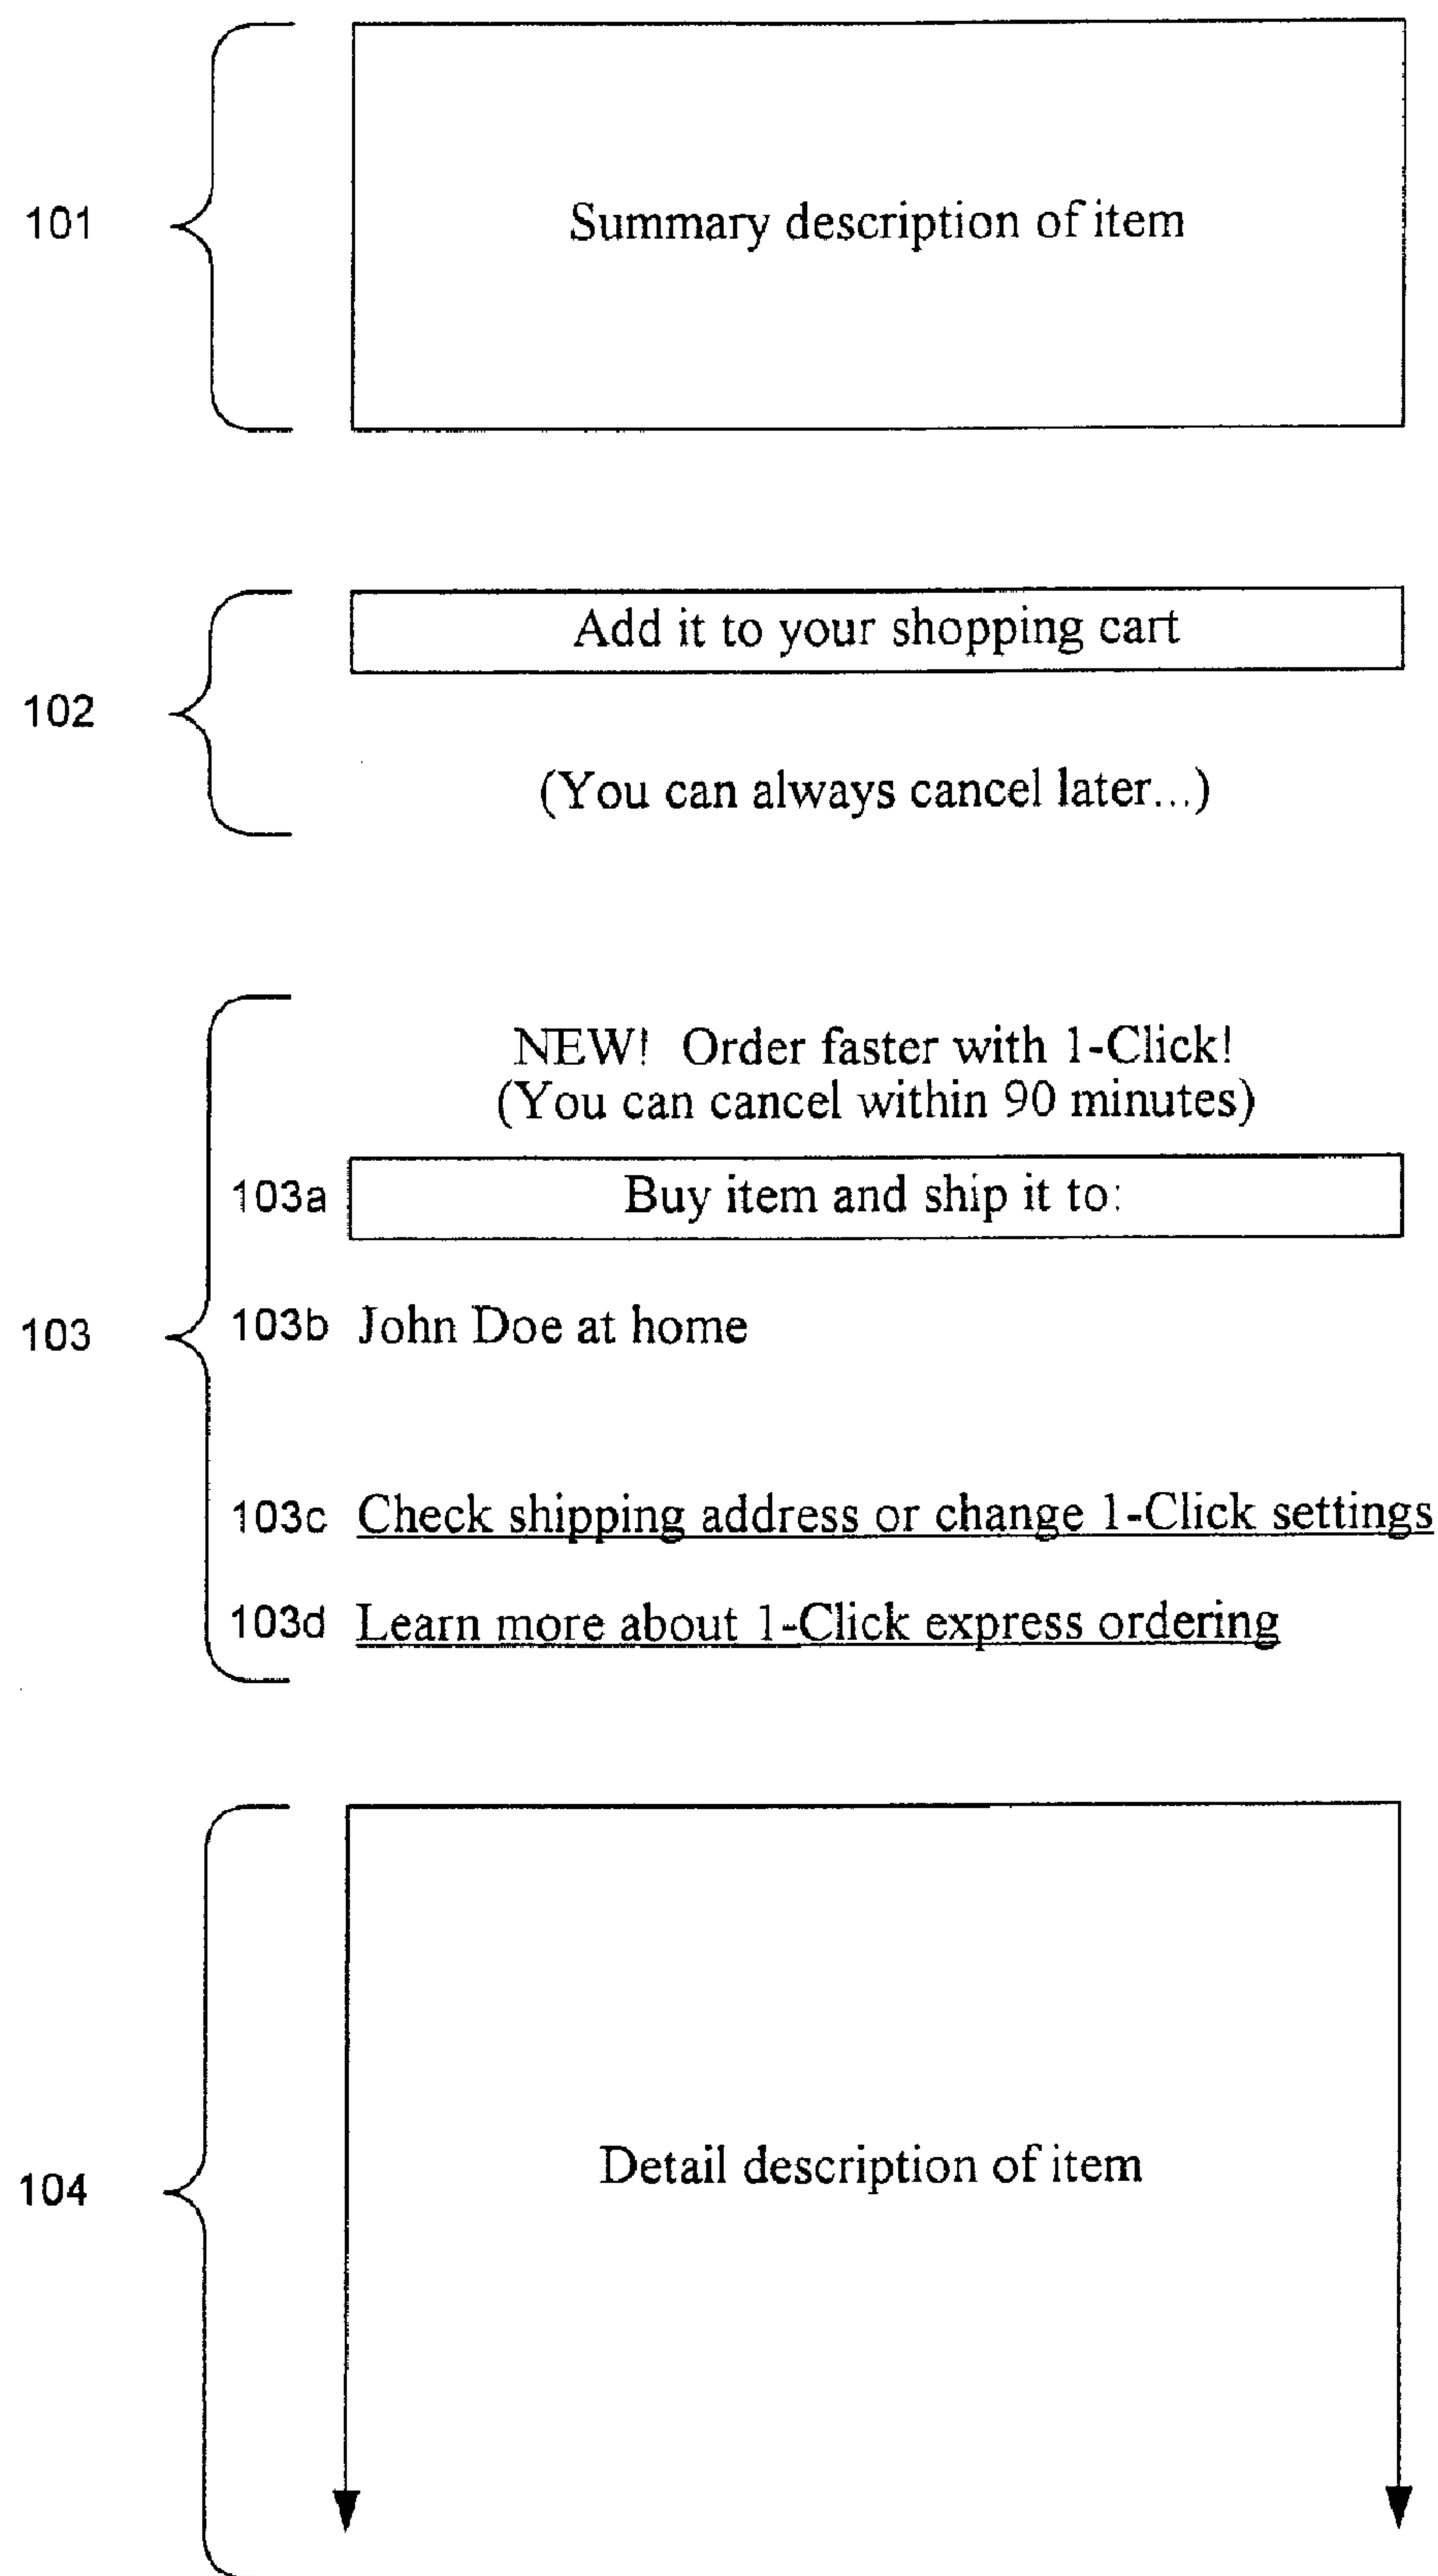 101
Summary description of item
Add it to your shopping cart
102
(You can always cancel later...)
NEW! Order faster with 1-Click!
(You can cancel within 90 minutes)
103a Buy item and ship it to:
103
103b John Doe at home
103c Check shipping address or change 1-Click settings
103d Learn more about 1-Click express ordering
104
Detail description of item